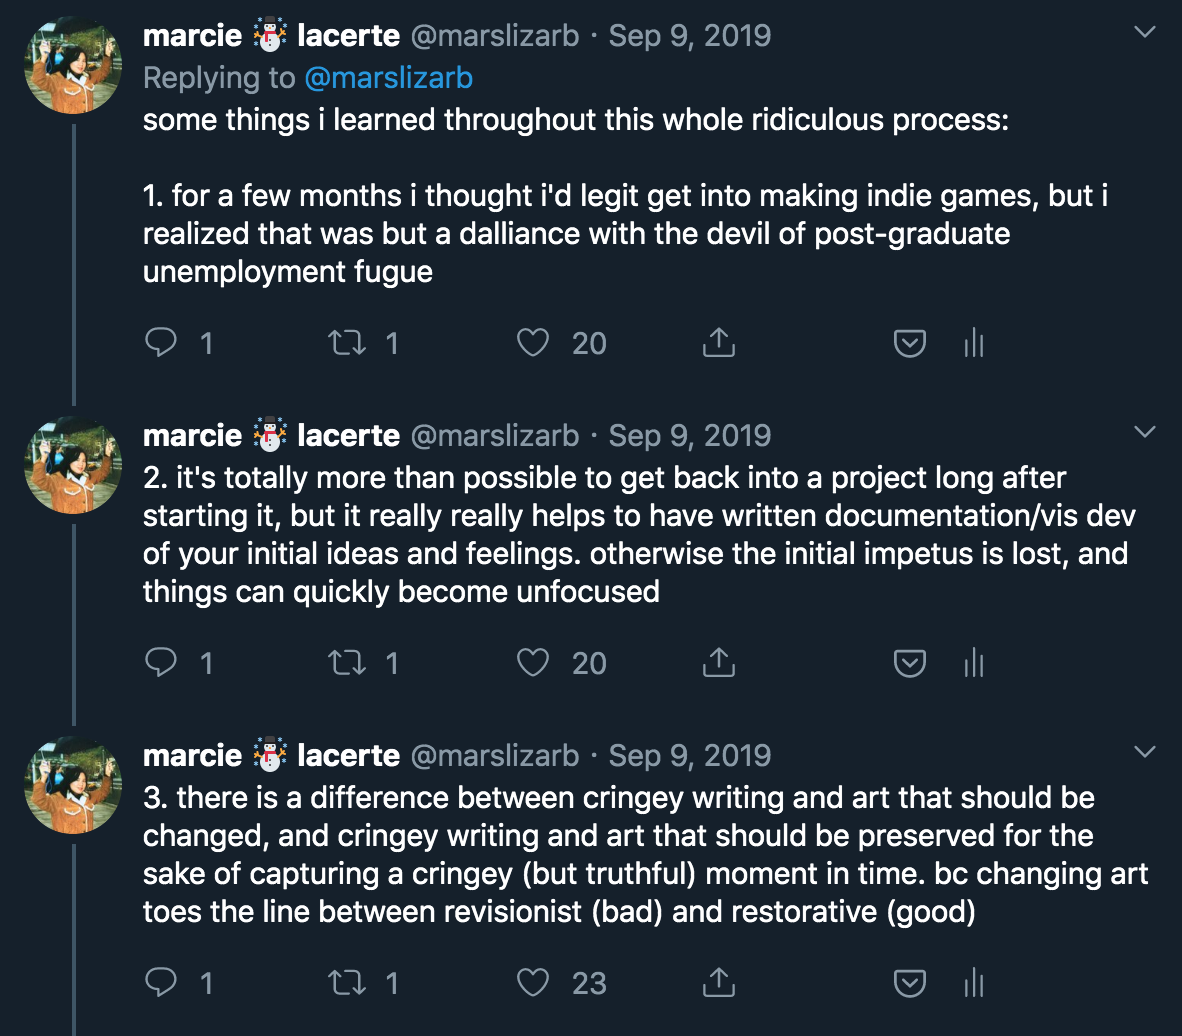 marcie ☃️ lacerte @marslizarb · Sep 9, 2019
Replying to @marslizarb
some things i learned throughout this whole ridiculous process:
1. for a few months i thought i'd legit get into making indie games, but i
realized that was but a dalliance with the devil of post-graduate
unemployment fugue
1 1 20
marcie ☃️ lacerte @marslizarb · Sep 9, 2019
2. it's totally more than possible to get back into a project long after
starting it, but it really really helps to have written documentation/vis dev
of your initial ideas and feelings. otherwise the initial impetus is lost, and
things can quickly become unfocused
1 1 20
marcie ☃️ lacerte @marslizarb · Sep 9, 2019
3. there is a difference between cringey writing and art that should be
changed, and cringey writing and art that should be preserved for the
sake of capturing a cringey (but truthful) moment in time. bc changing art
toes the line between revisionist (bad) and restorative (good)
1 1 23